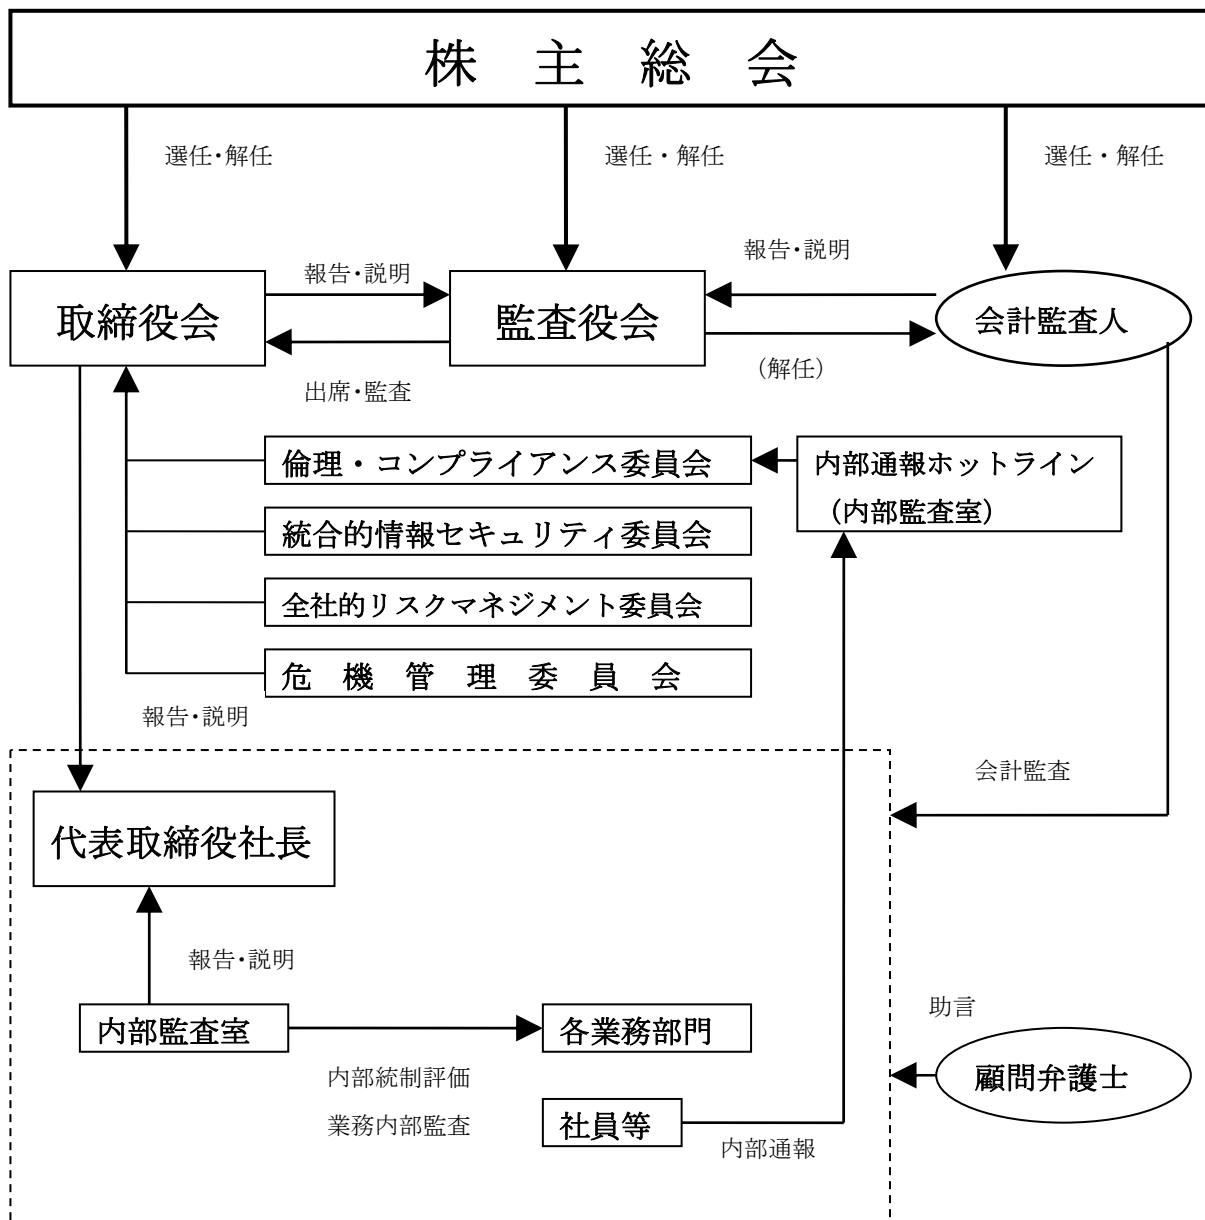 株 主 総 会
選任・解任
選任・解任
選任・解任
報告・説明
報告・説明
取締役会
監査役会
会計監査人
出席・監査
（解任）
倫理・コンプライアンス委員会
内部通報ホットライン
（内部監査室）
統合的情報セキュリティ委員会
全社的リスクマネジメント委員会
危 機 管 理 委 員 会
報告・説明
会計監査
代表取締役社長
報告・説明
内部監査室
各業務部門
助言
顧問弁護士
内部統制評価
業務内部監査
社員等
内部通報